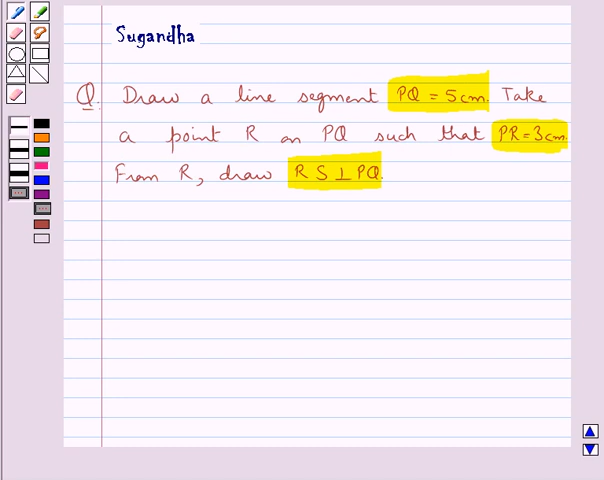 Sugandha
Q. Draw a line segment PQ = 5cm. Take
a point R on PQ such that PR = 3cm.
From R, draw RS ⊥ PQ.